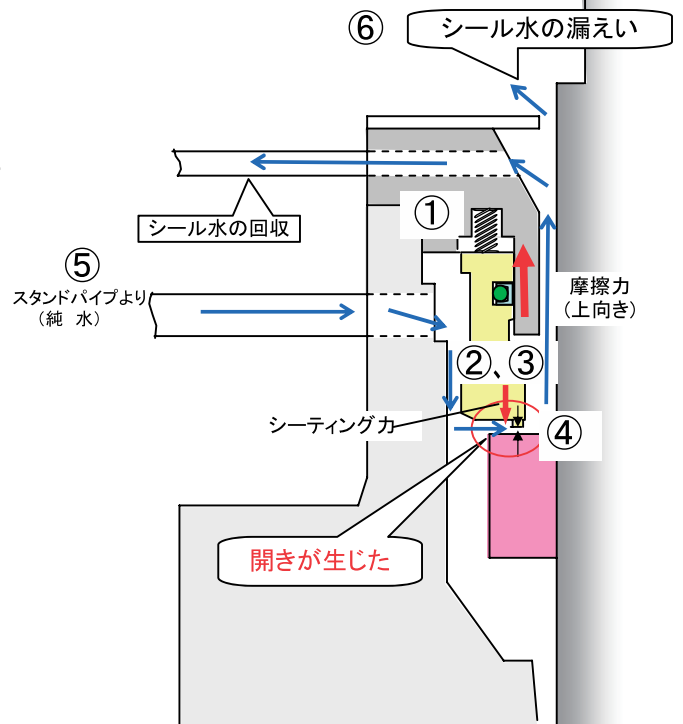 ⑥
シール水の漏えい
シール水の回収
①
⑤
スタンドパイプより
（純 水）
摩擦力
（上向き）
②、③
シーティング力
④
開きが生じた